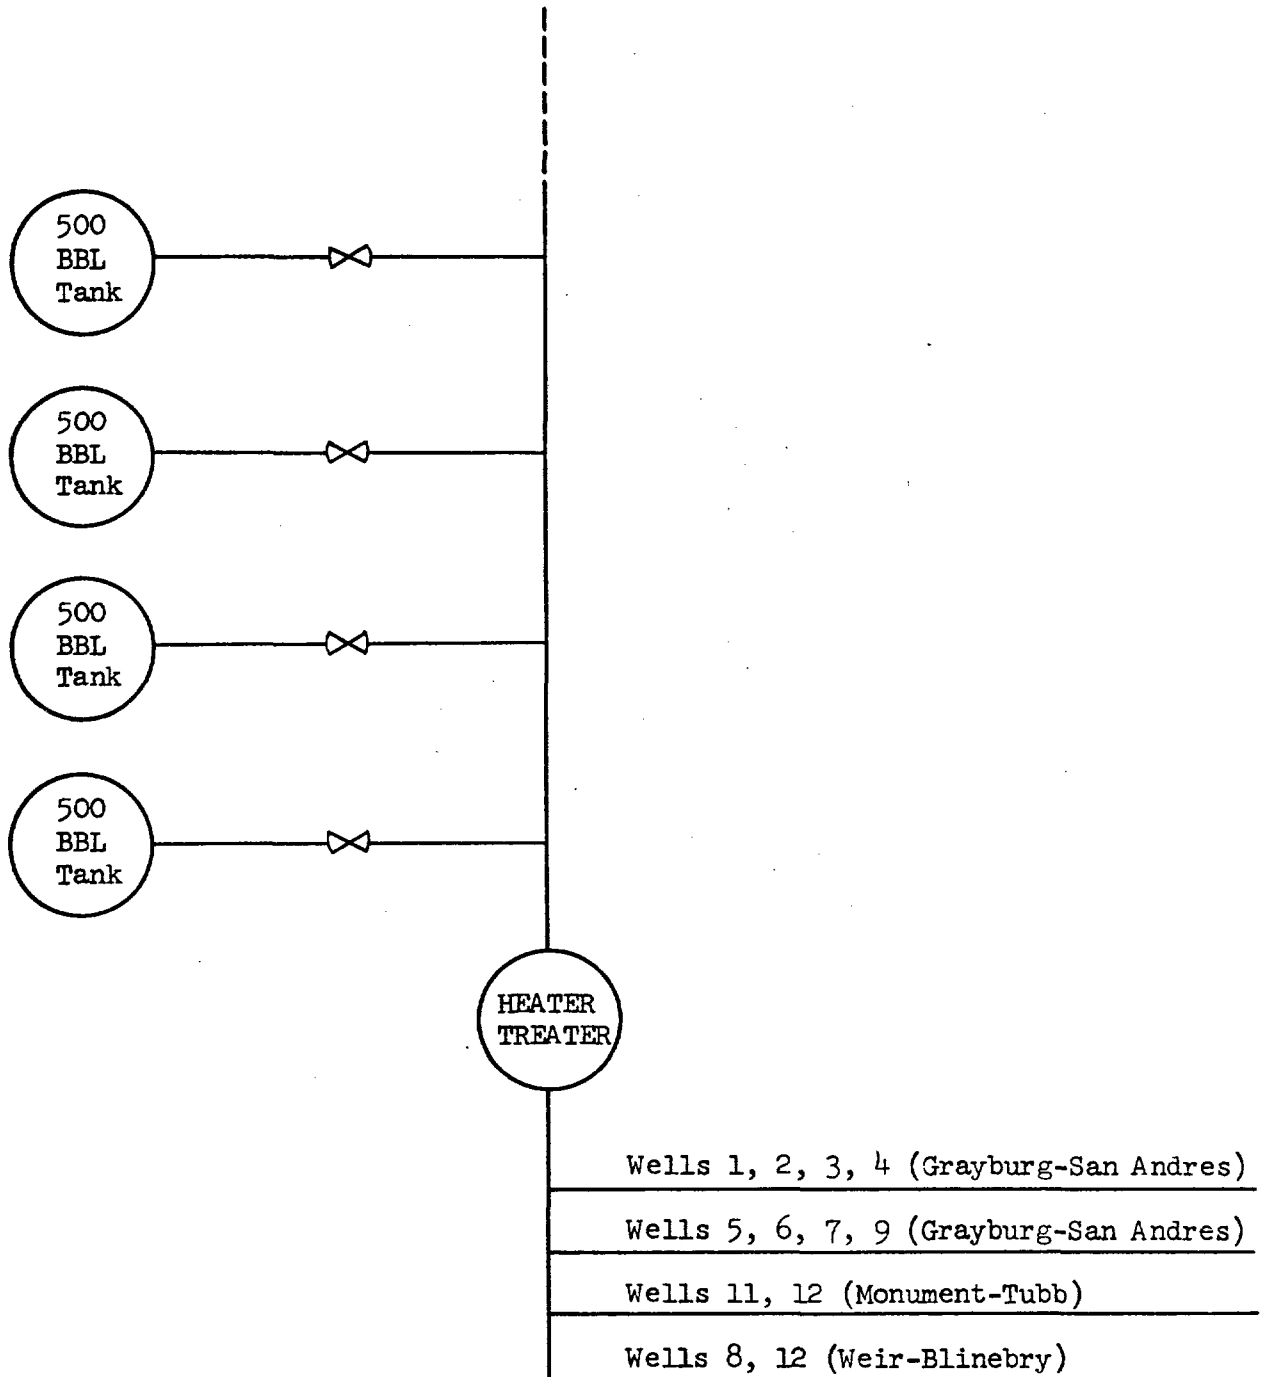 500
BBL
Tank
500
BBL
Tank
500
BBL
Tank
500
BBL
Tank
HEATER
TREATER
Wells 1, 2, 3, 4 (Grayburg-San Andres)
Wells 5, 6, 7, 9 (Grayburg-San Andres)
Wells 11, 12 (Monument-Tubb)
Wells 8, 12 (Weir-Blinebry)